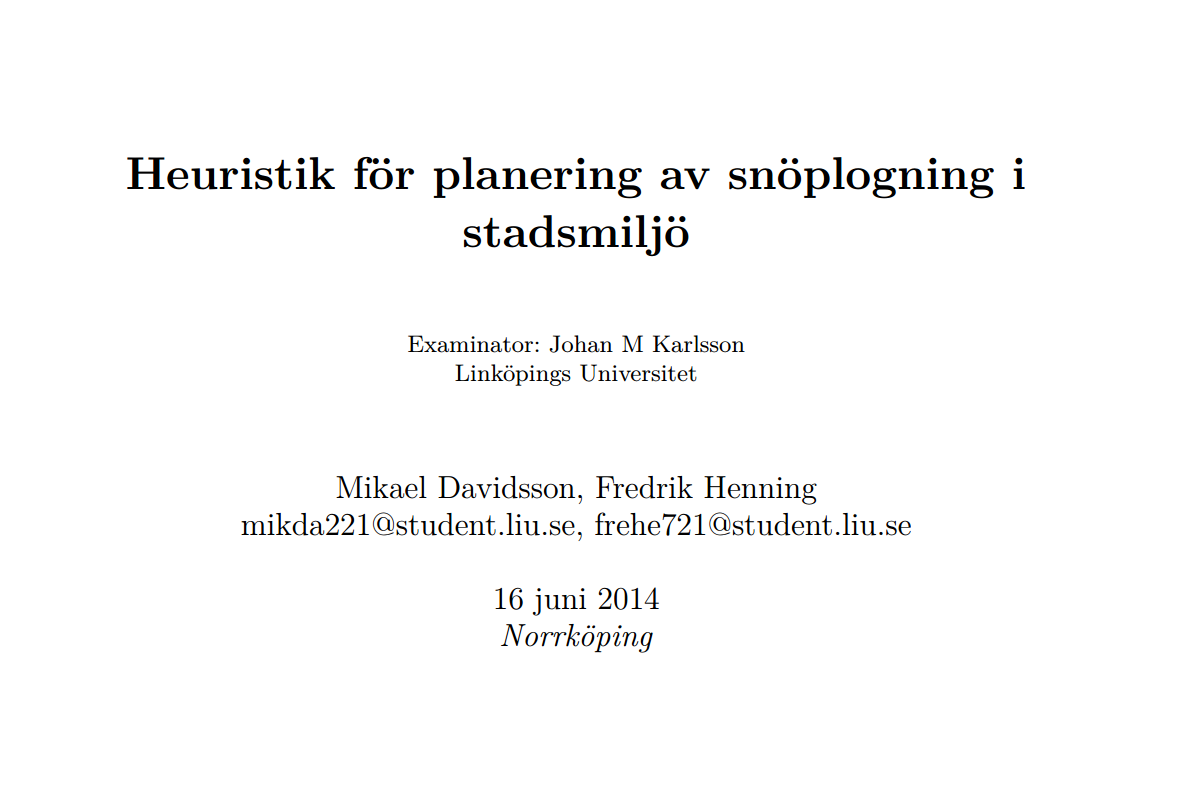 Heuristik för planering av snöplogning i
stadsmiljö
Examinator: Johan M Karlsson
Linköpings Universitet
Mikael Davidsson, Fredrik Henning
mikda221@student.liu.se, frehe721@student.liu.se
16 juni 2014
Norrköping